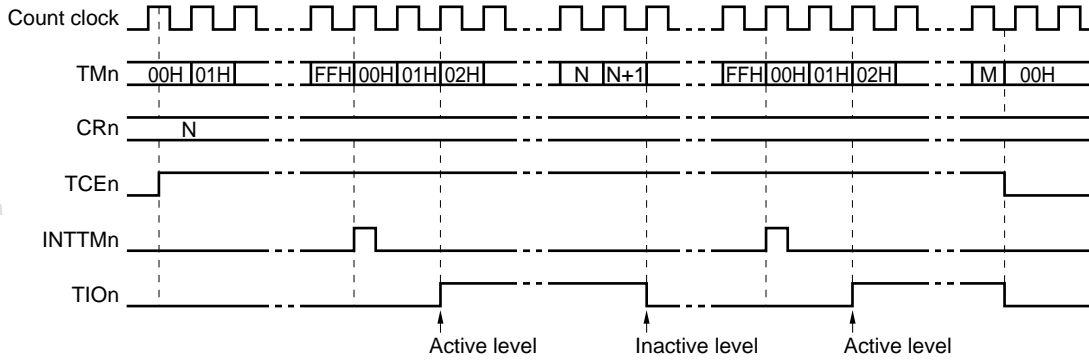 Count clock
TMn 00H 01H FFH 00H 01H 02H N N+1 FFH 00H 01H 02H M 00H
CRn N
TCEn
INTTMn
TIOn
Active level Inactive level Active level